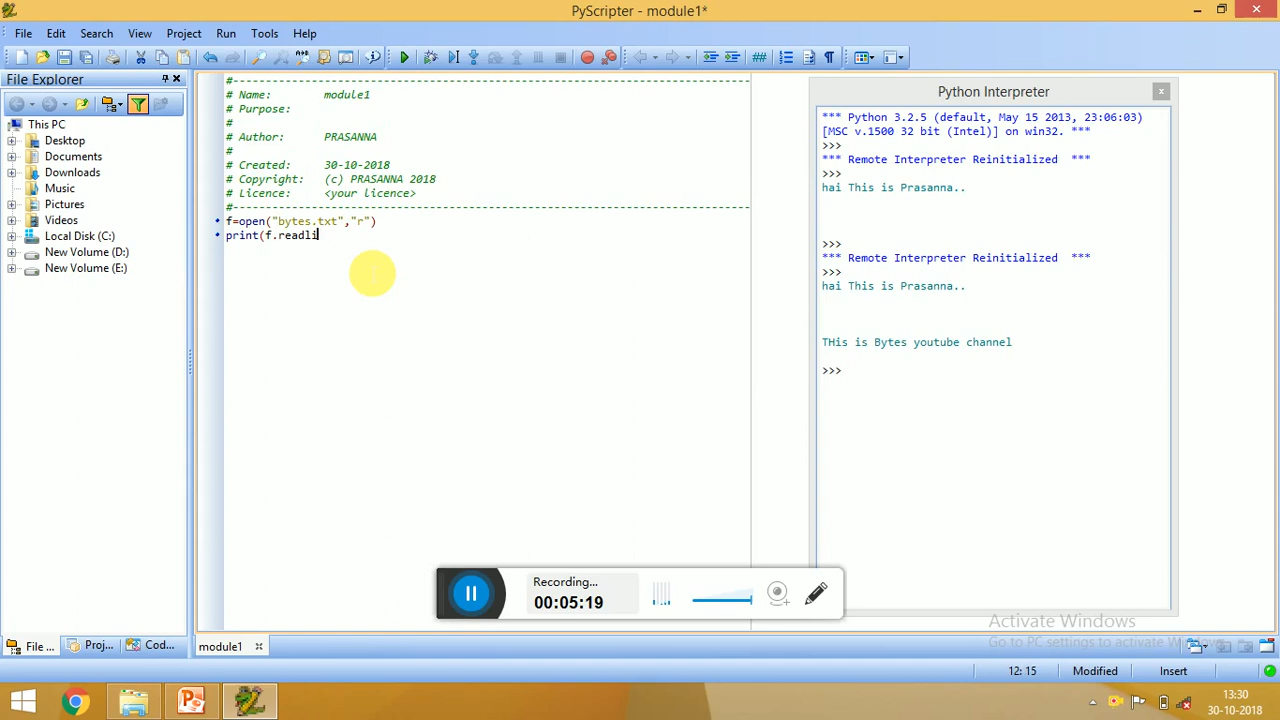 PyScripter - module1*
File Edit Search View Project Run Tools Help
File Explorer
This PC
Desktop
Documents
Downloads
Music
Pictures
Videos
Local Disk (C:)
New Volume (D:)
New Volume (E:)
File ... Proj... Cod...
#-------------------------------------------------------------------------------
# Name: module1
# Purpose:
#
# Author: PRASANNA
#
# Created: 30-10-2018
# Copyright: (c) PRASANNA 2018
# Licence: <your licence>
#-------------------------------------------------------------------------------
f=open("bytes.txt","r")
print(f.readli
module1
Python Interpreter
*** Python 3.2.5 (default, May 15 2013, 23:06:03)
[MSC v.1500 32 bit (Intel)] on win32. ***
>>>
*** Remote Interpreter Reinitialized ***
>>>
hai This is Prasanna..
>>>
*** Remote Interpreter Reinitialized ***
>>>
hai This is Prasanna..
THis is Bytes youtube channel
>>>
Recording...
00:05:19
Activate Windows
Go to PC settings to activate Windows.
12: 15 Modified Insert
13:30
30-10-2018